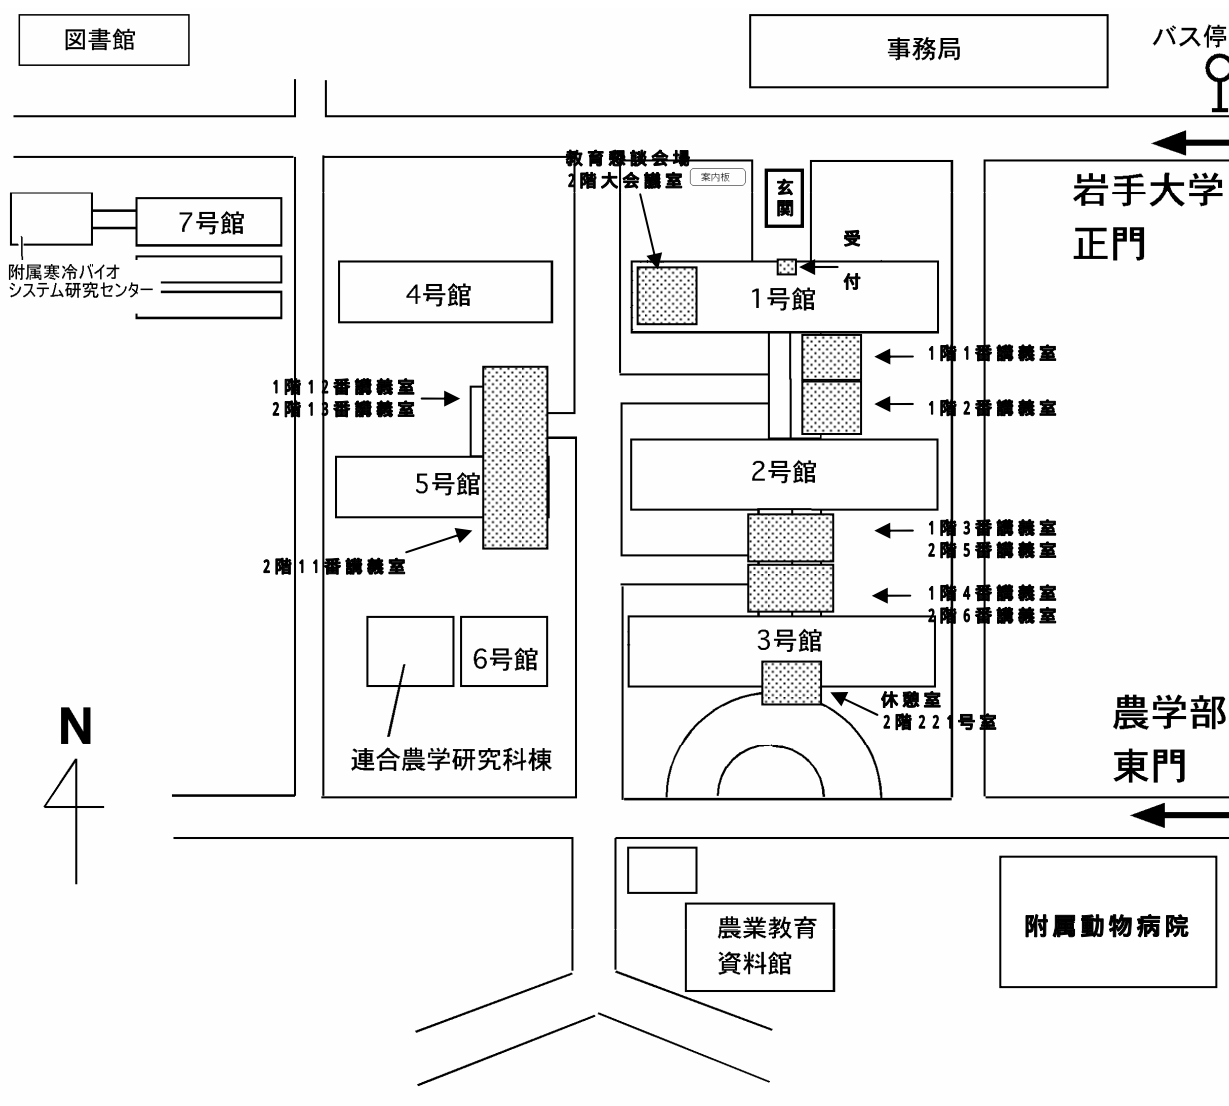 図書館
事務局
バス停
教育懇談会場
2階大会議室
案内板
玄関
岩手大学
正門
7号館
附属寒冷バイオ
システム研究センター
受付
4号館
1号館
1階1番講義室
1階12番講義室
2階13番講義室
1階2番講義室
2号館
5号館
1階3番講義室
2階5番講義室
2階11番講義室
1階4番講義室
2階6番講義室
3号館
6号館
休憩室
2階221号室
農学部
東門
N
連合農学研究科棟
農業教育
資料館
附属動物病院